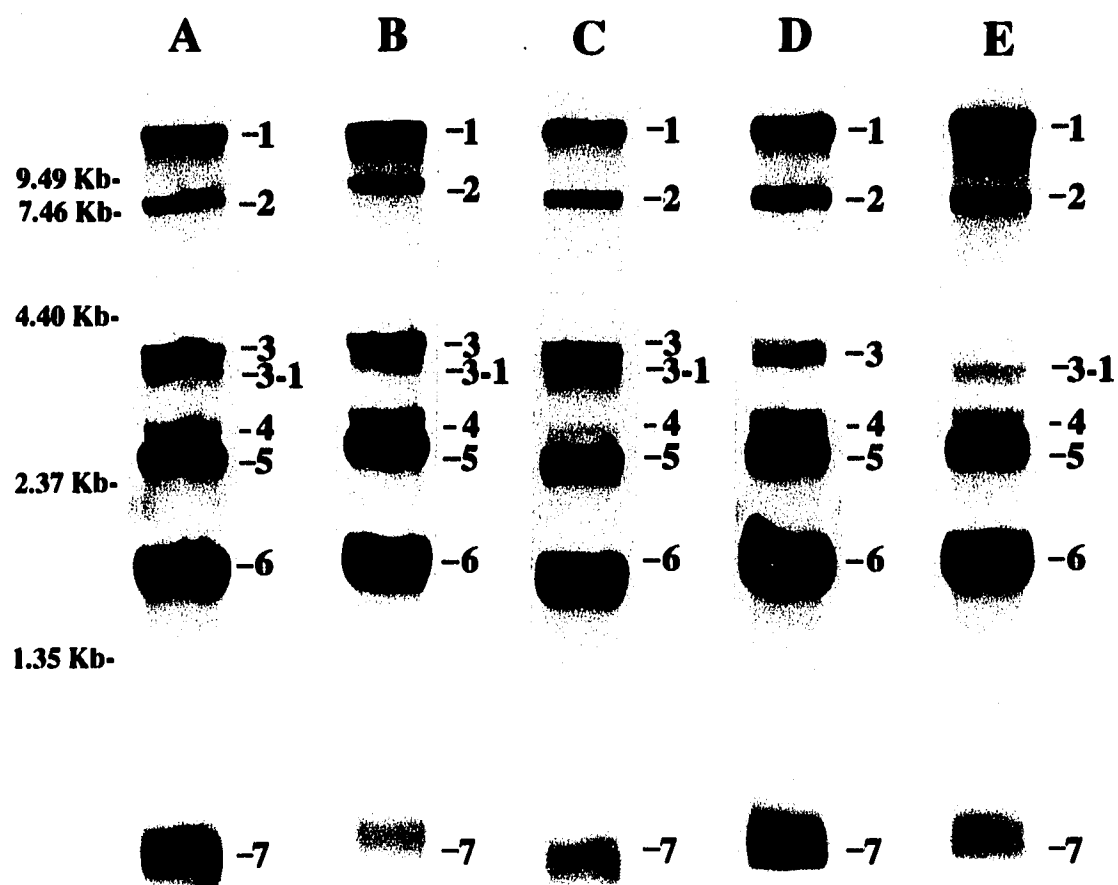 A B C D E
-1 -1 -1 -1 -1
9.49 Kb-
-2 -2 -2 -2 -2
7.46 Kb-
4.40 Kb-
-3 -3 -3 -3
-3-1 -3-1 -3-1 -3-1
-4 -4 -4 -4 -4
-5 -5 -5 -5 -5
2.37 Kb-
-6 -6 -6 -6 -6
1.35 Kb-
-7 -7 -7 -7 -7